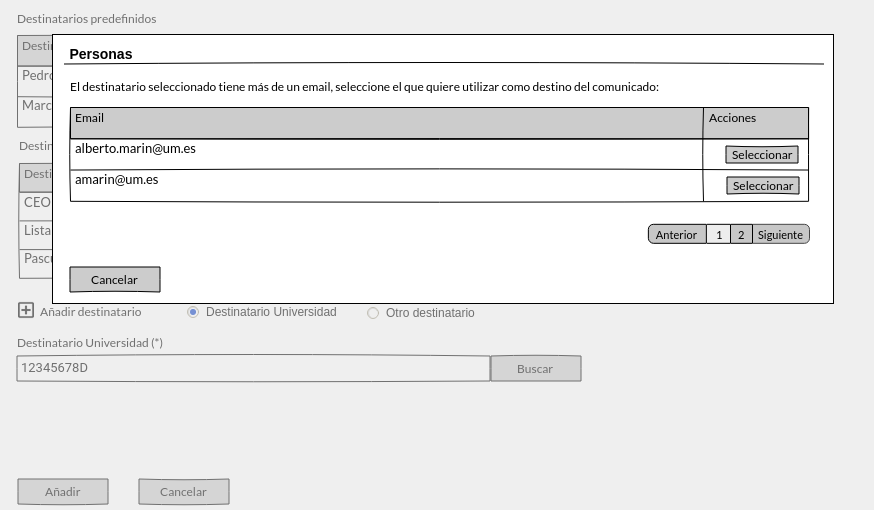 Destinatarios predefinidos
Personas
El destinatario seleccionado tiene más de un email, seleccione el que quiere utilizar como destino del comunicado:
Email Acciones
alberto.marin@um.es Seleccionar
amarin@um.es Seleccionar
Anterior 1 2 Siguiente
Cancelar
Desti
Pedro
Marc
Destin
Desti
CEO
Lista
Pascu
Añadir destinatario Destinatario Universidad Otro destinatario
Destinatario Universidad (*)
12345678D Buscar
Añadir Cancelar